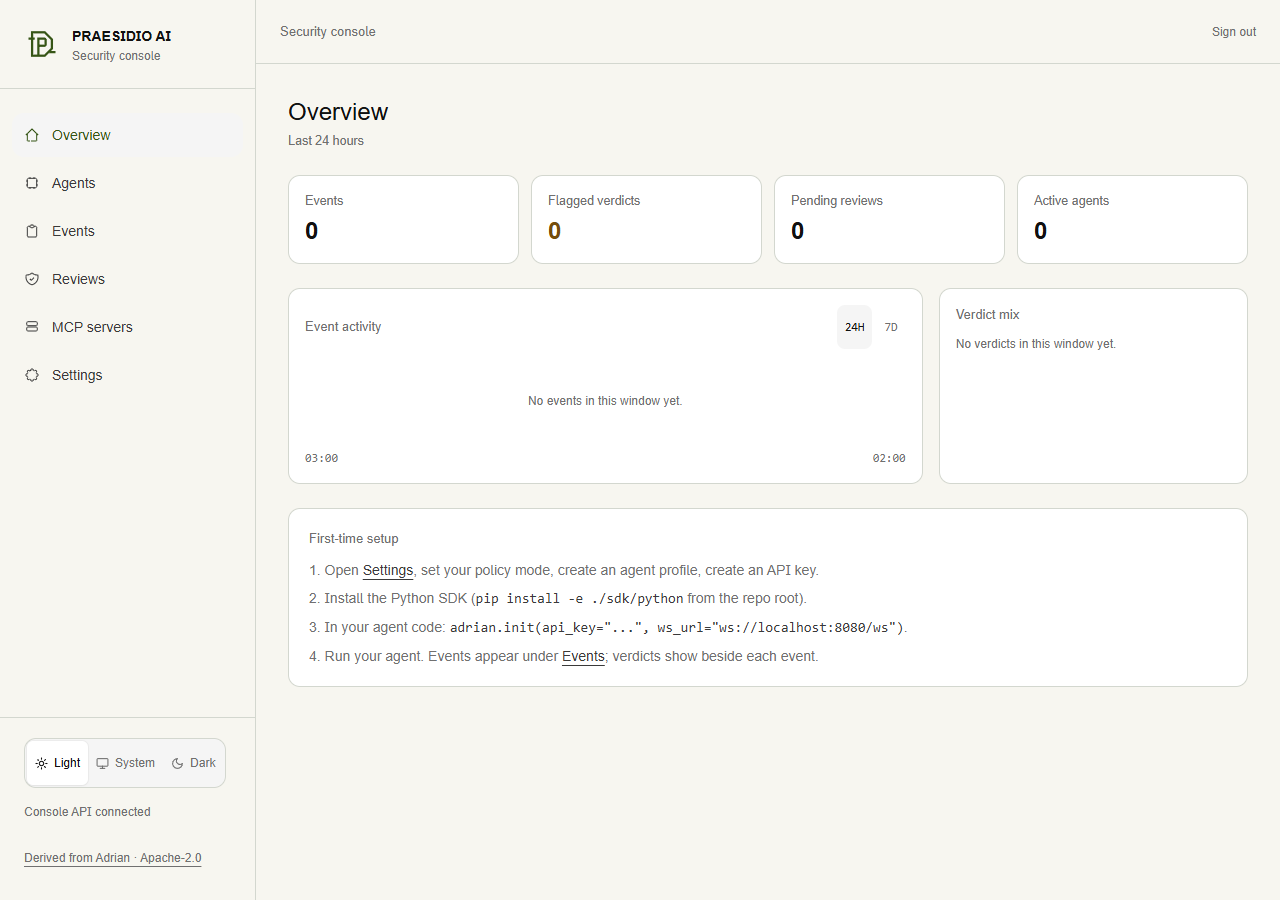 PRAESIDIO AI
Security console
Security console
Sign out
Overview
Agents
Events
Reviews
MCP servers
Settings
Overview
Last 24 hours
Events
0
Flagged verdicts
0
Pending reviews
0
Active agents
0
Event activity
24H
7D
No events in this window yet.
03:00
02:00
Verdict mix
No verdicts in this window yet.
First-time setup
1. Open Settings, set your policy mode, create an agent profile, create an API key.
2. Install the Python SDK (pip install -e ./sdk/python from the repo root).
3. In your agent code: adrian.init(api_key="...", ws_url="ws://localhost:8080/ws").
4. Run your agent. Events appear under Events; verdicts show beside each event.
Light
System
Dark
Console API connected
Derived from Adrian · Apache-2.0